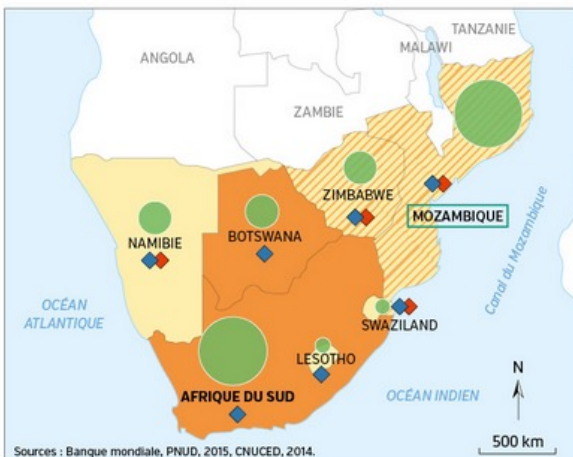 TANZANIE
MALAWI
ANGOLA
ZAMBIE
ZIMBABWE
MOZAMBIQUE
NAMIBIE
BOTSWANA
Canal du Mozambique
OCÉAN
ATLANTIQUE
SWAZILAND
LESOTHO
AFRIQUE DU SUD
OCÉAN INDIEN
N
500 km
Sources : Banque mondiale, PNUD, 2015, CNUCED, 2014.